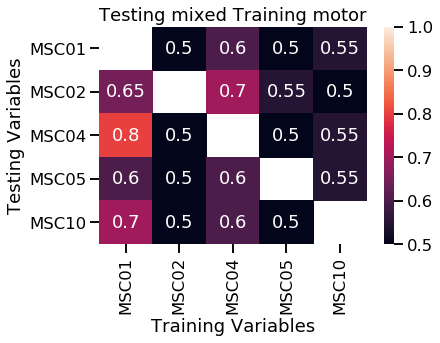 Testing mixed Training motor
Testing Variables
MSC01 0.5 0.6 0.5 0.55
MSC02 0.65 0.7 0.55 0.5
MSC04 0.8 0.5 0.5 0.55
MSC05 0.6 0.5 0.6 0.55
MSC10 0.7 0.5 0.6 0.5
MSC01 MSC02 MSC04 MSC05 MSC10
Training Variables
1.0
0.9
0.8
0.7
0.6
0.5